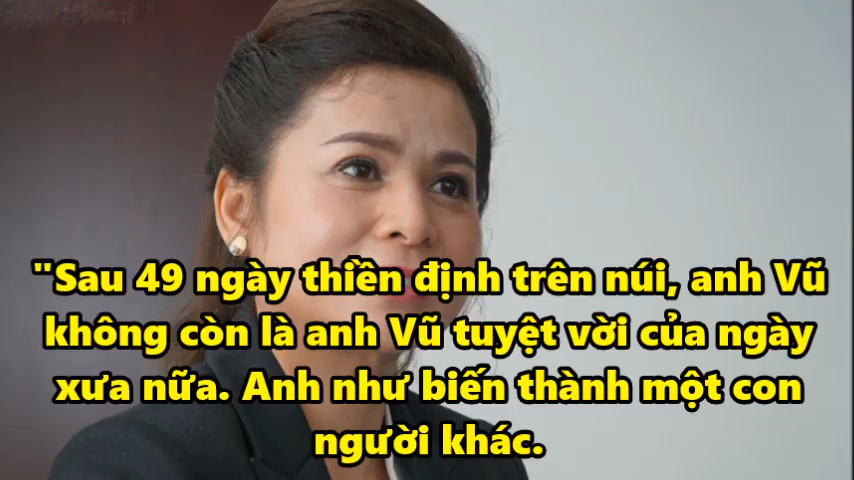 "Sau 49 ngày thiền định trên núi, anh Vũ
không còn là anh Vũ tuyệt vời của ngày
xưa nữa. Anh như biến thành một con
người khác.